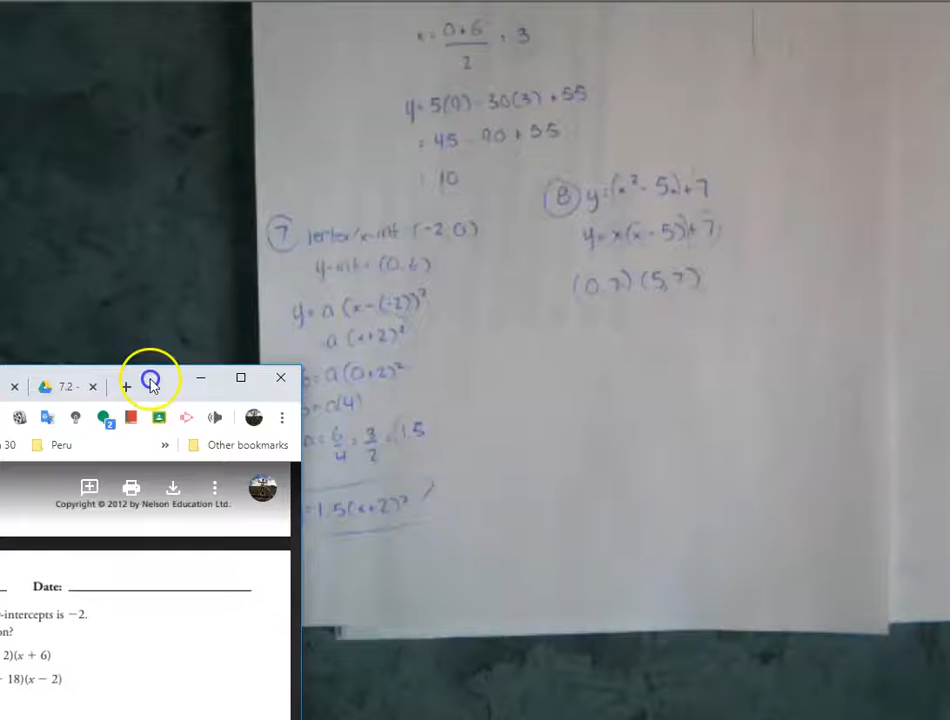 x = 0+6 / 2 = 3
y = 5(9) - 30(3) + 55
= 45 - 90 + 55
= 10
7 vertex/x-int (-2, 0)
y-int = (0, 6)
y = a (x-(-2))²
a (x+2)²
= a(0+2)²
= a(4)
a = 6/4 = 3/2 = 1.5
= 1.5(x+2)²
8 y = (x² - 5x) + 7
y = x(x - 5) + 7
(0, 7) (5, 7)
7.2 -
2
30 Peru » Other bookmarks
Copyright © 2012 by Nelson Education Ltd.
Date:
-intercepts is −2.
on?
2)(x + 6)
- 18)(x − 2)